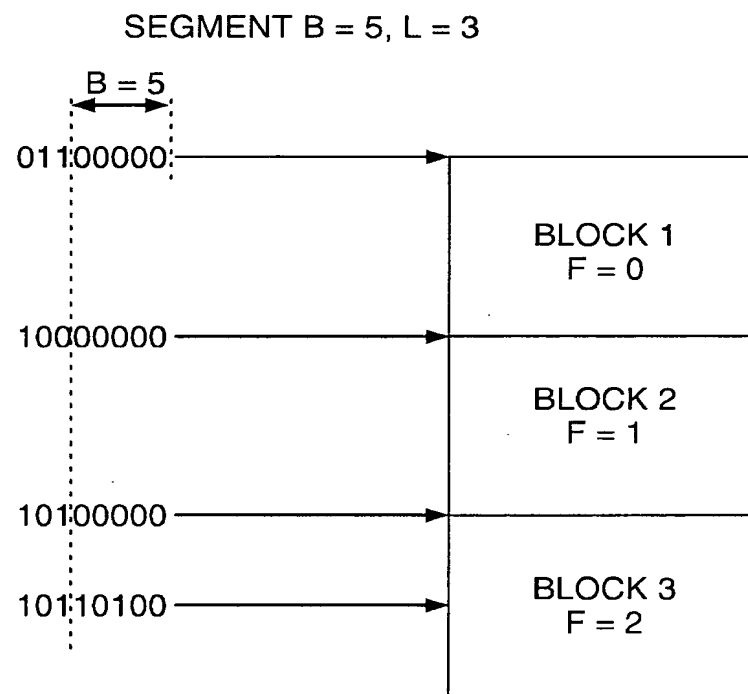 SEGMENT B = 5, L = 3
B = 5
01100000
BLOCK 1
F = 0
10000000
BLOCK 2
F = 1
10100000
BLOCK 3
F = 2
10110100